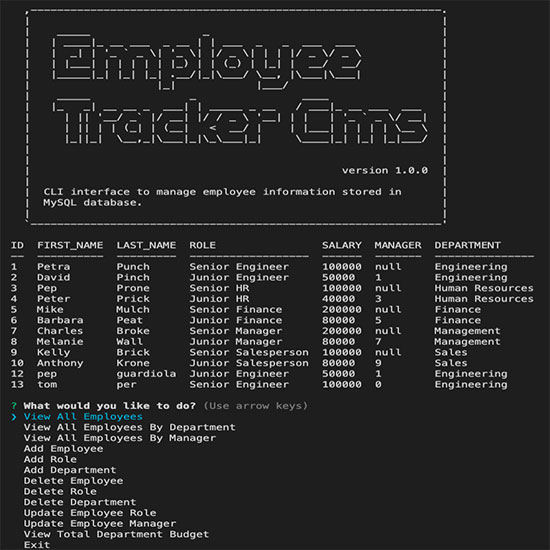 Employee
Tracker Cms
version 1.0.0
CLI interface to manage employee information stored in
MySQL database.
ID FIRST_NAME LAST_NAME ROLE SALARY MANAGER DEPARTMENT
1 Petra Punch Senior Engineer 100000 null Engineering
2 David Pinch Junior Engineer 50000 1 Engineering
3 Pep Prone Senior HR 100000 null Human Resources
4 Peter Prick Junior HR 40000 3 Human Resources
5 Mike Mulch Senior Finance 200000 null Finance
6 Barbara Peat Junior Finance 80000 5 Finance
7 Charles Broke Senior Manager 200000 null Management
8 Melanie Wall Junior Manager 80000 7 Management
9 Kelly Brick Senior Salesperson 100000 null Sales
10 Anthony Krone Junior Salesperson 80000 9 Sales
12 pep guardiola Junior Engineer 50000 1 Engineering
13 tom per Senior Engineer 100000 0 Engineering
? What would you like to do? (Use arrow keys)
❯ View All Employees
View All Employees By Department
View All Employees By Manager
Add Employee
Add Role
Add Department
Delete Employee
Delete Role
Delete Department
Update Employee Role
Update Employee Manager
View Total Department Budget
Exit